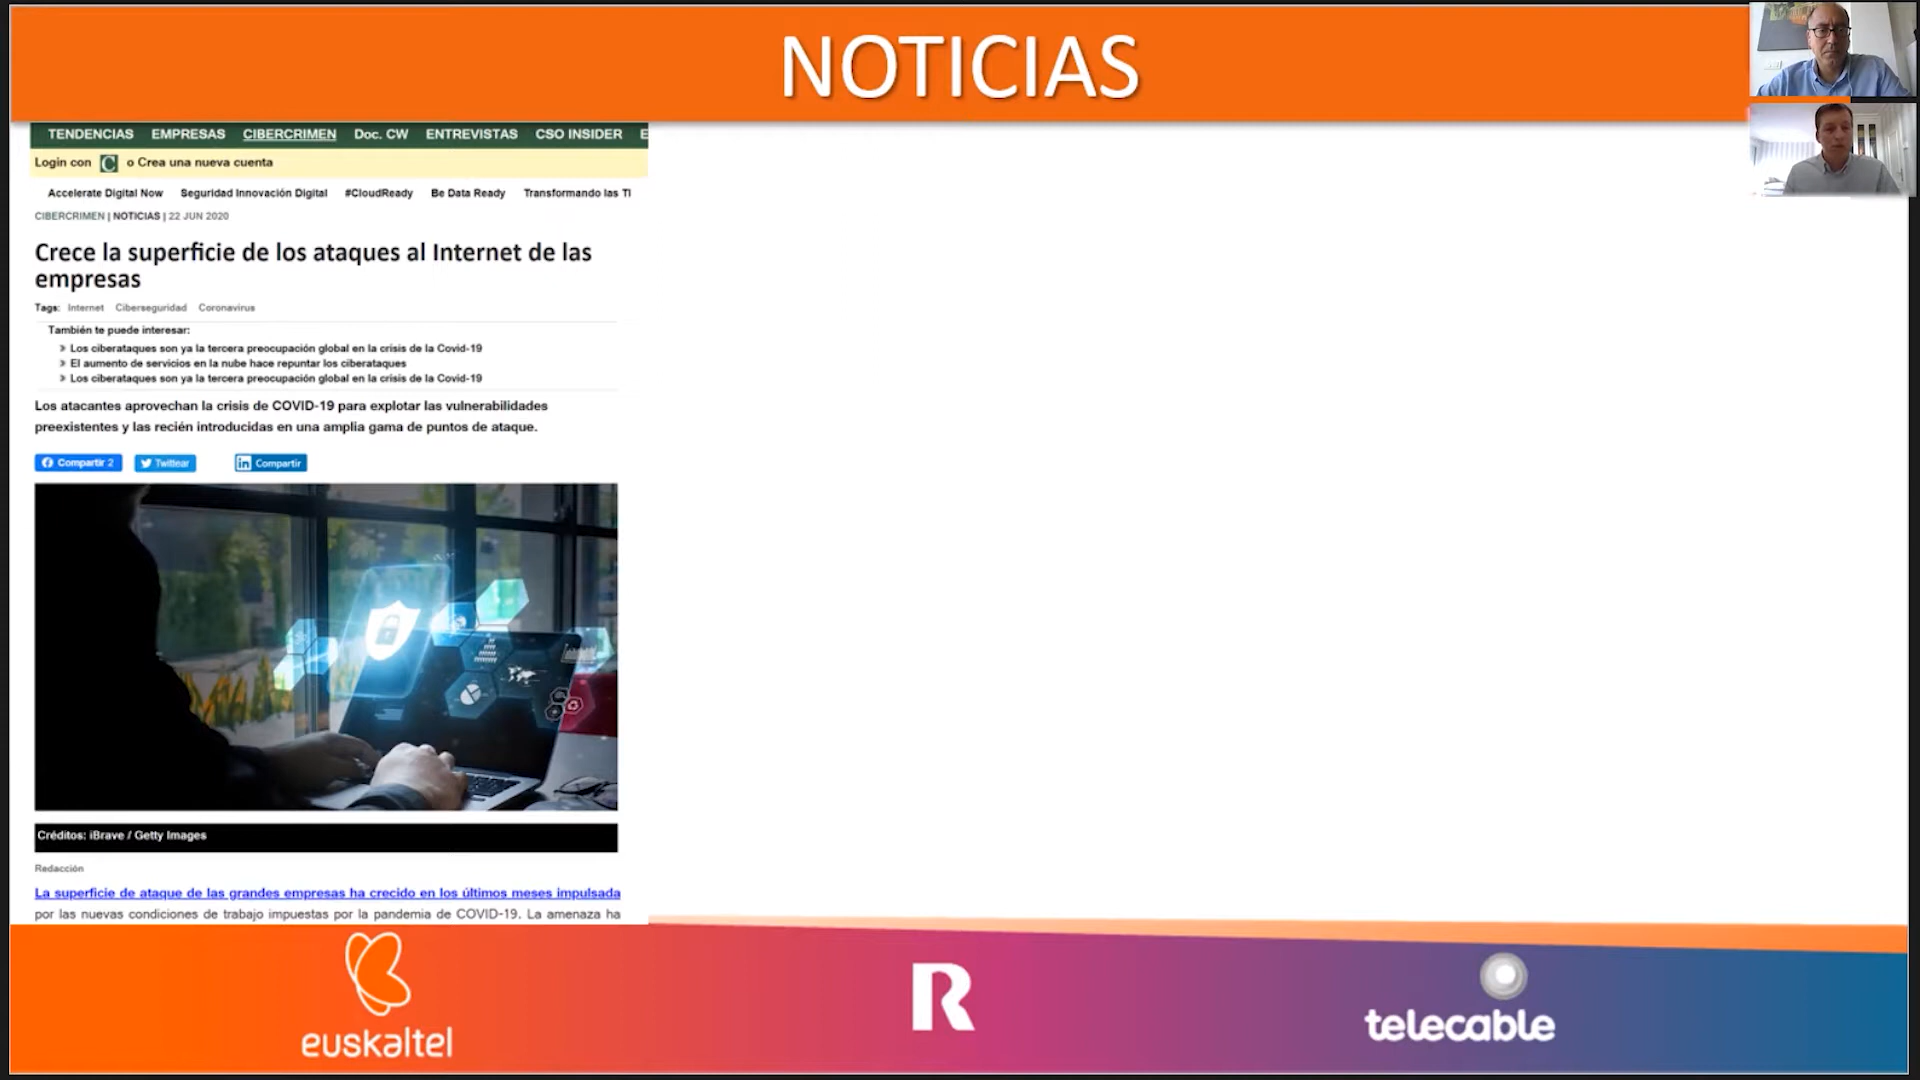 NOTICIAS
TENDENCIAS EMPRESAS CIBERCRIMEN Doc. CW ENTREVISTAS CSO INSIDER E
Login con C o Crea una nueva cuenta
Accelerate Digital Now Seguridad Innovación Digital #CloudReady Be Data Ready Transformando las TI
CIBERCRIMEN | NOTICIAS | 22 JUN 2020
Crece la superficie de los ataques al Internet de las
empresas
Tags: Internet Ciberseguridad Coronavirus
También te puede interesar:
» Los ciberataques son ya la tercera preocupación global en la crisis de la Covid-19
» El aumento de servicios en la nube hace repuntar los ciberataques
» Los ciberataques son ya la tercera preocupación global en la crisis de la Covid-19
Los atacantes aprovechan la crisis de COVID-19 para explotar las vulnerabilidades
preexistentes y las recién introducidas en una amplia gama de puntos de ataque.
Compartir 2 Twittear in Compartir
Créditos: iBrave / Getty Images
Redacción
La superficie de ataque de las grandes empresas ha crecido en los últimos meses impulsada
por las nuevas condiciones de trabajo impuestas por la pandemia de COVID-19. La amenaza ha
euskaltel
R
telecable